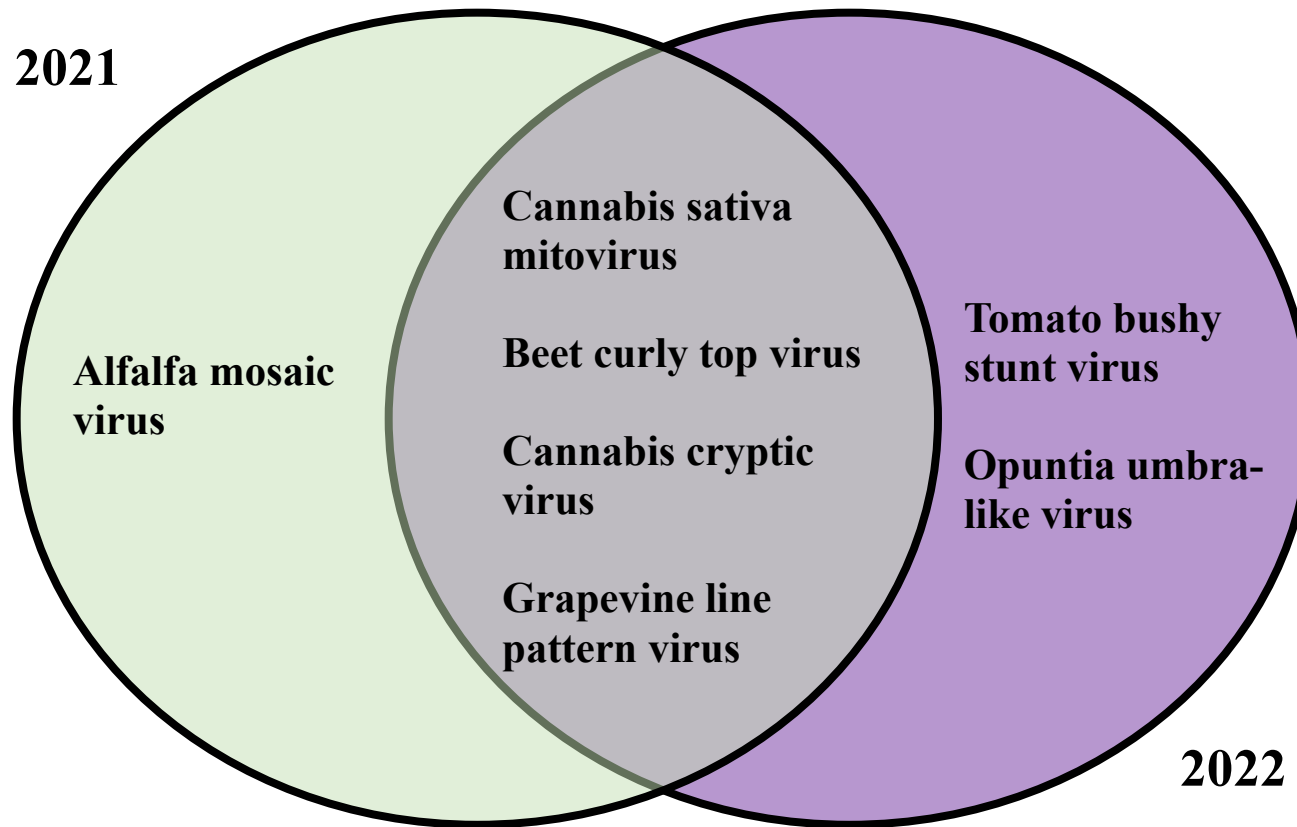 2021
Alfalfa mosaic
virus
Cannabis sativa
mitovirus
Beet curly top virus
Cannabis cryptic
virus
Grapevine line
pattern virus
Tomato bushy
stunt virus
Opuntia umbra-
like virus
2022